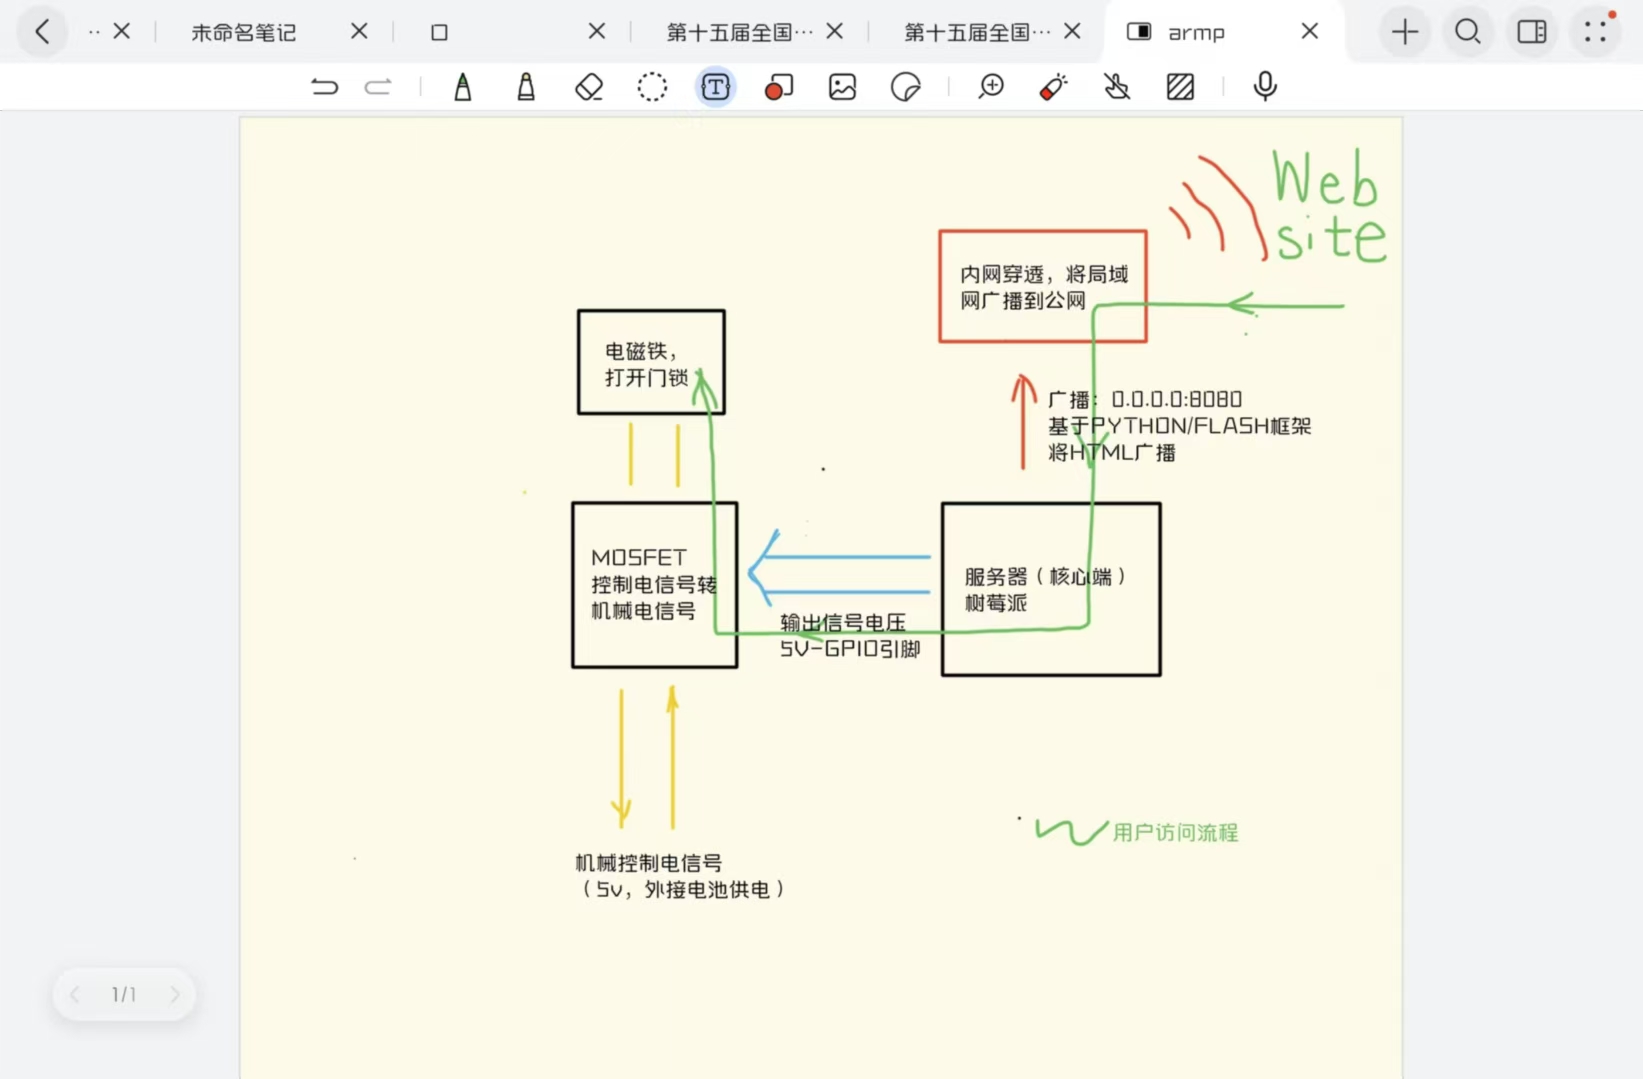 未命名笔记
第十五届全国…
第十五届全国…
armp
Web
site
内网穿透，将局域
网广播到公网
电磁铁，
打开门锁
广播：0.0.0.0:8080
基于PYTHON/FLASH框架
将HTML广播
MOSFET
控制电信号转
机械电信号
服务器（核心端）
树莓派
输出信号电压
5V-GPIO引脚
用户访问流程
机械控制电信号
（5v，外接电池供电）
1/1